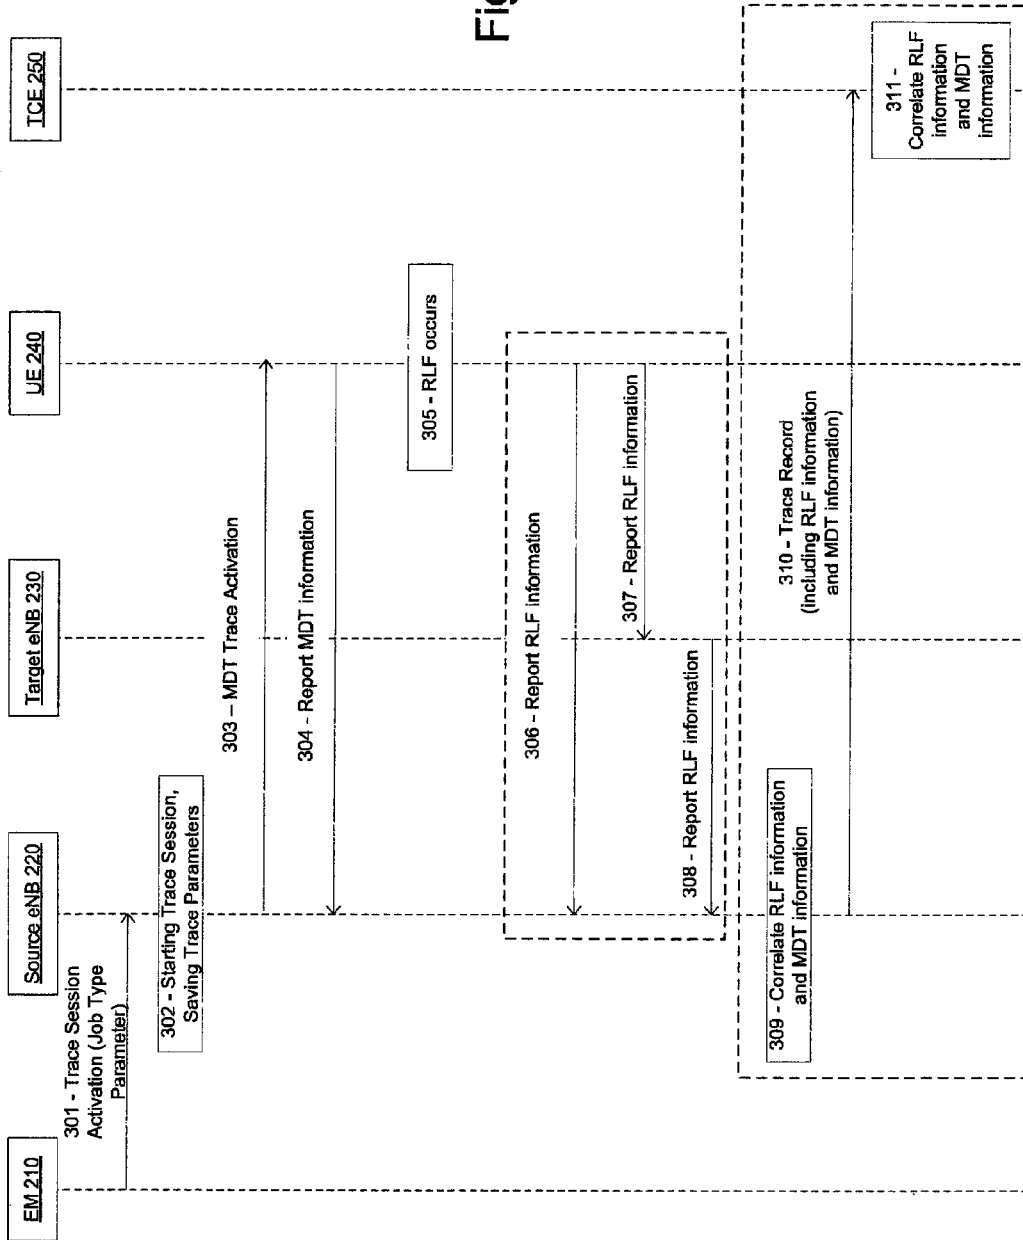 EM 210
Source eNB 220
Target eNB 230
UE 240
TCE 250
301 - Trace Session
Activation (Job Type
Parameter)
302 - Starting Trace Session,
Saving Trace Parameters
303 – MDT Trace Activation
304 - Report MDT information
305 - RLF occurs
306 - Report RLF information
307 - Report RLF information
308 - Report RLF information
309 - Correlate RLF information
and MDT information
310 - Trace Record
(including RLF information
and MDT information)
311 -
Correlate RLF
information
and MDT
information